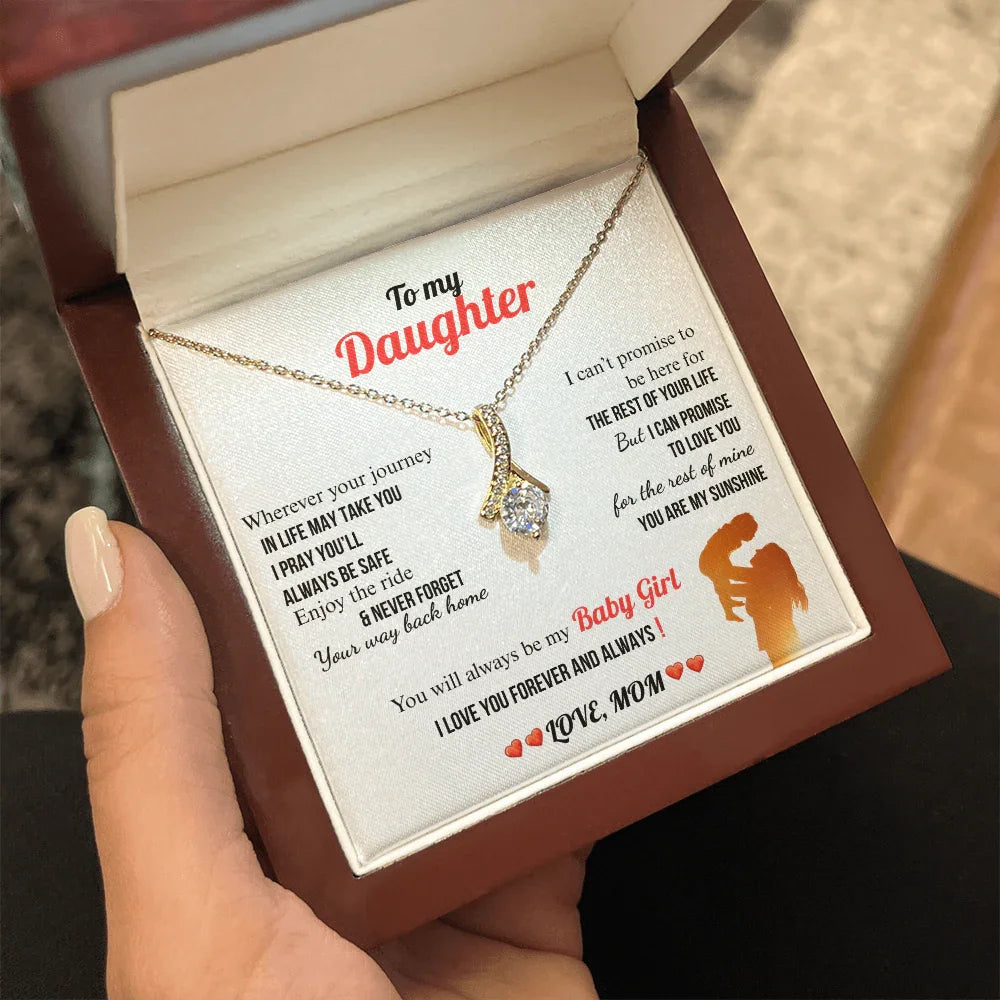 To my
Daughter
Wherever your journey
IN LIFE MAY TAKE YOU
I PRAY YOU'LL
ALWAYS BE SAFE
Enjoy the ride
& NEVER FORGET
Your way back home
I can't promise to
be here for
THE REST OF YOUR LIFE
But I CAN PROMISE
TO LOVE YOU
for the rest of mine
YOU ARE MY SUNSHINE
You will always be my Baby Girl
I LOVE YOU FOREVER AND ALWAYS !
LOVE, MOM